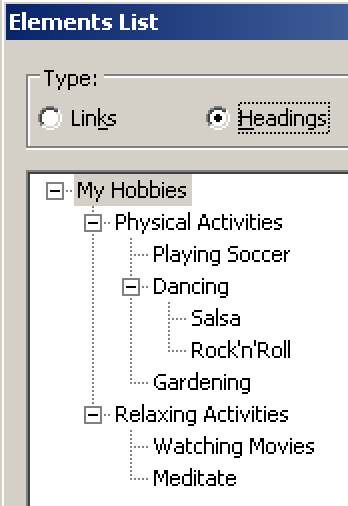 Elements List
Type:
Links Headings
My Hobbies
Physical Activities
Playing Soccer
Dancing
Salsa
Rock'n'Roll
Gardening
Relaxing Activities
Watching Movies
Meditate